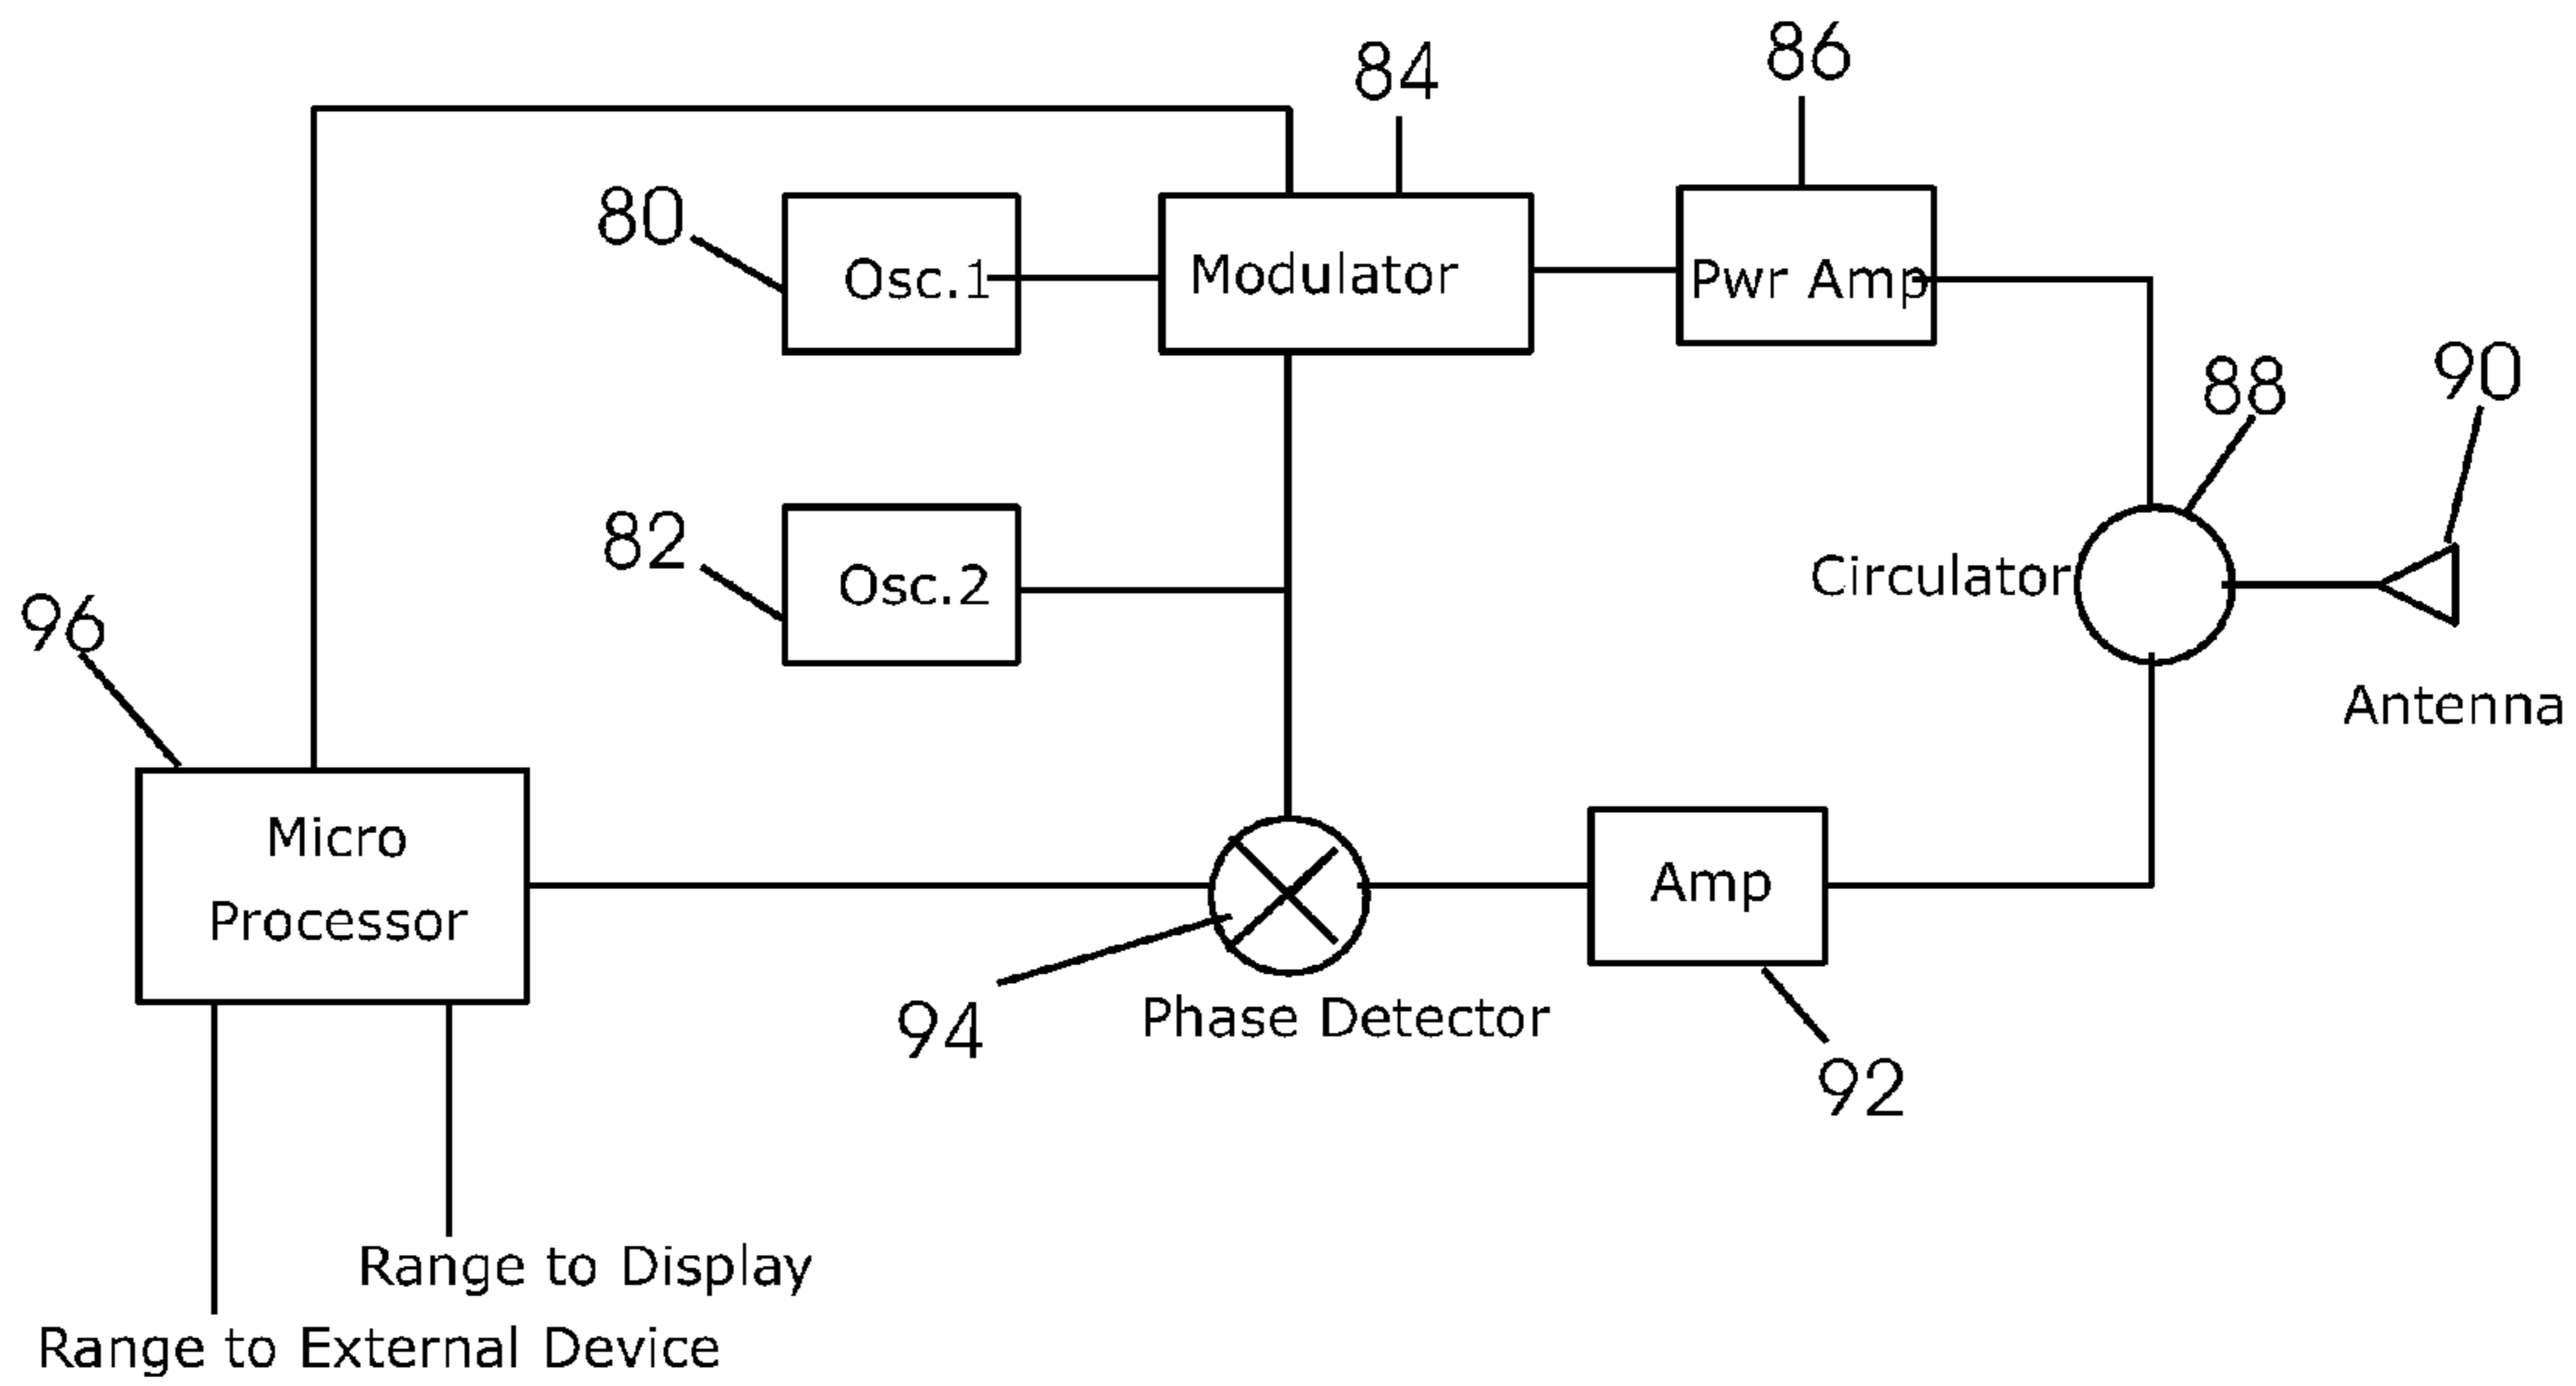 86
84
80
Osc.1
Modulator
Pwr Amp
90
88
82
Osc.2
Circulator
96
Antenna
Micro
Processor
Amp
94
Phase Detector
92
Range to Display
Range to External Device